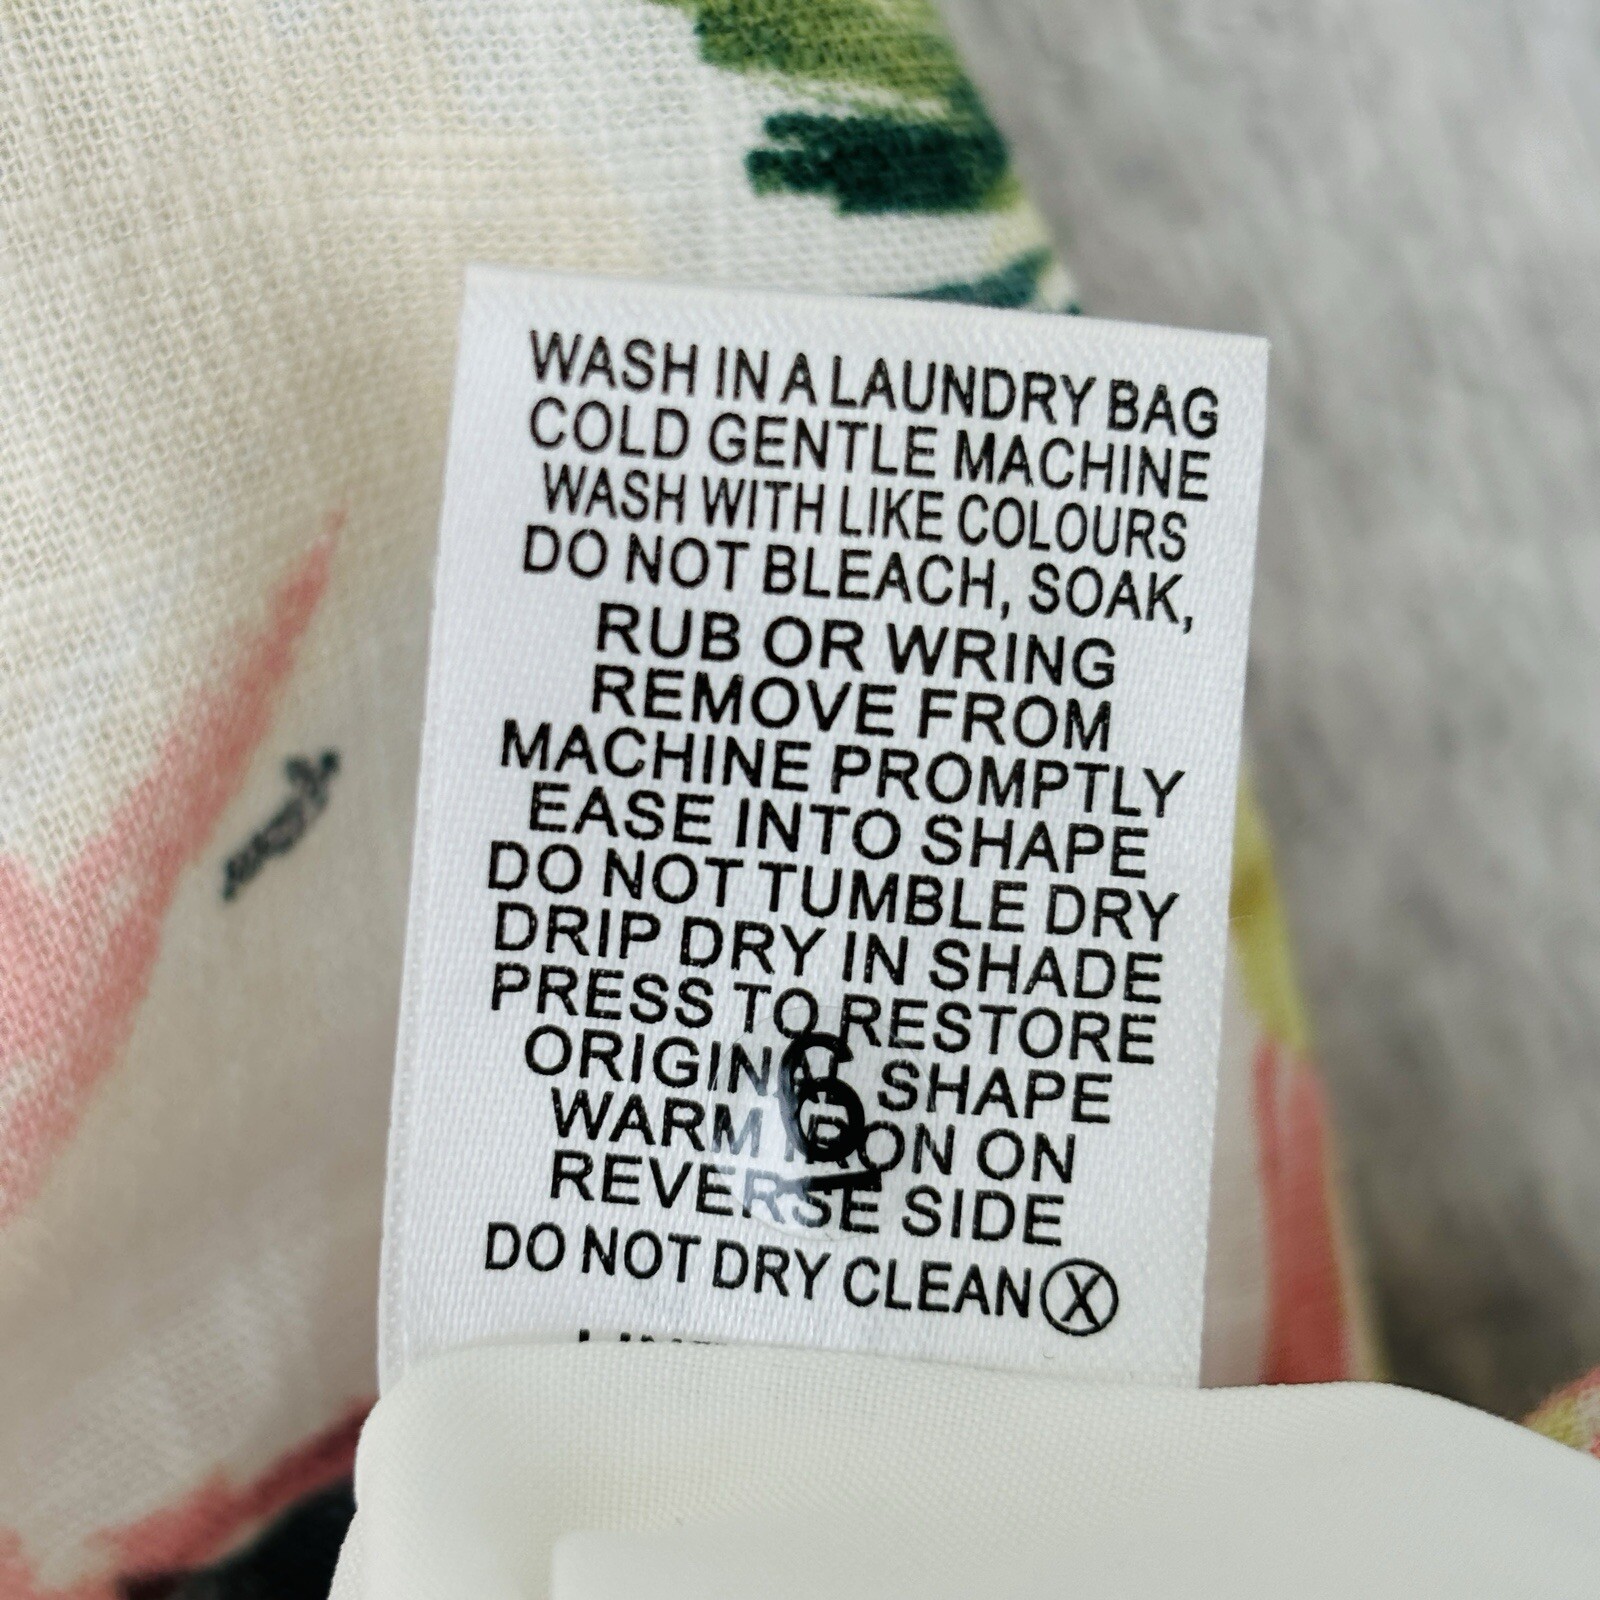 WASH IN A LAUNDRY BAG
COLD GENTLE MACHINE
WASH WITH LIKE COLOURS
DO NOT BLEACH, SOAK,
RUB OR WRING
REMOVE FROM
MACHINE PROMPTLY
EASE INTO SHAPE
DO NOT TUMBLE DRY
DRIP DRY IN SHADE
PRESS TO RESTORE
ORIGINAL SHAPE
6
WARM IRON ON
REVERSE SIDE
DO NOT DRY CLEAN Ⓧ